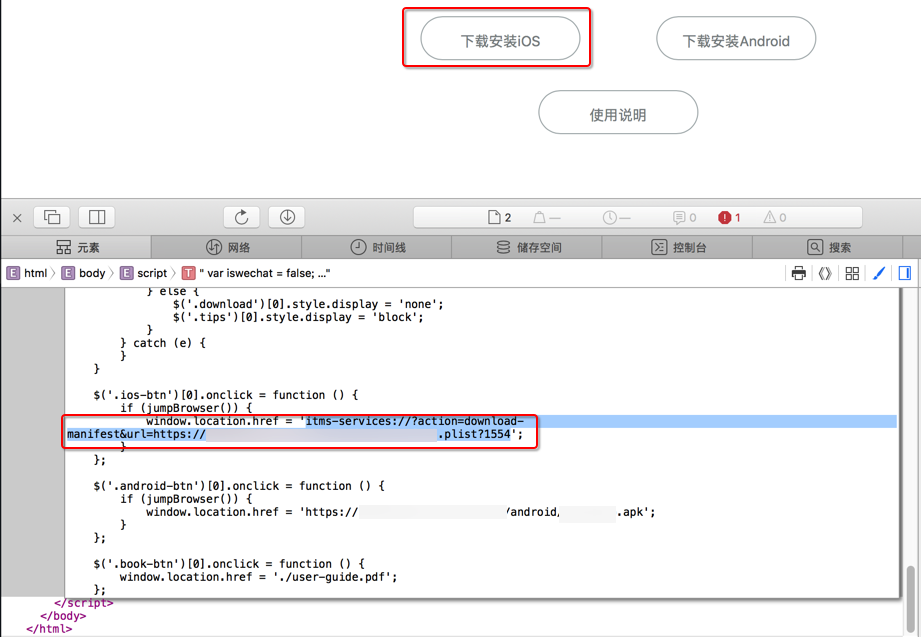 下载安装iOS
下载安装Android
使用说明
2
—
—
0
1
0
元素
网络
时间线
储存空间
控制台
搜索
E html 〉 E body 〉 E script 〉 T " var iswechat = false; ..."
} else {
$('.download')[0].style.display = 'none';
$('.tips')[0].style.display = 'block';
}
} catch (e) {
}
}
$('.ios-btn')[0].onclick = function () {
if (jumpBrowser()) {
window.location.href = 'itms-services://?action=download-
manifest&url=https:// .plist?1554';
}
};
$('.android-btn')[0].onclick = function () {
if (jumpBrowser()) {
window.location.href = 'https:// /android/ .apk';
}
};
$('.book-btn')[0].onclick = function () {
window.location.href = './user-guide.pdf';
};
</script>
</body>
</html>